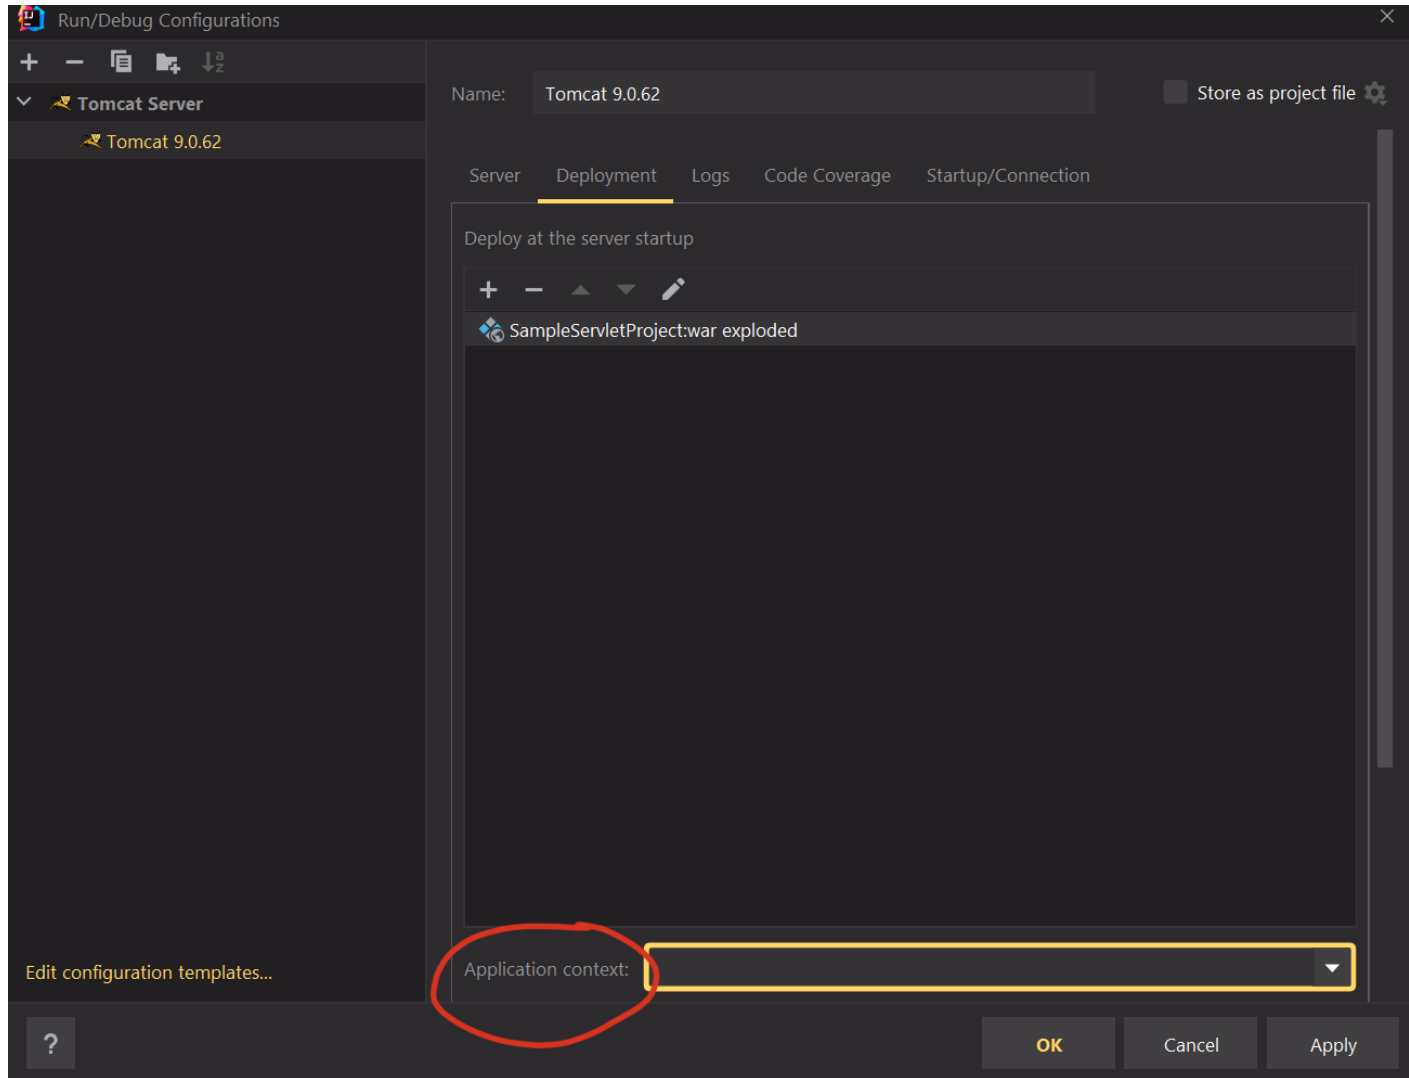 Run/Debug Configurations
Tomcat Server
Tomcat 9.0.62
Edit configuration templates...
Name: Tomcat 9.0.62
Store as project file
Server Deployment Logs Code Coverage Startup/Connection
Deploy at the server startup
SampleServletProject:war exploded
Application context:
?
OK Cancel Apply